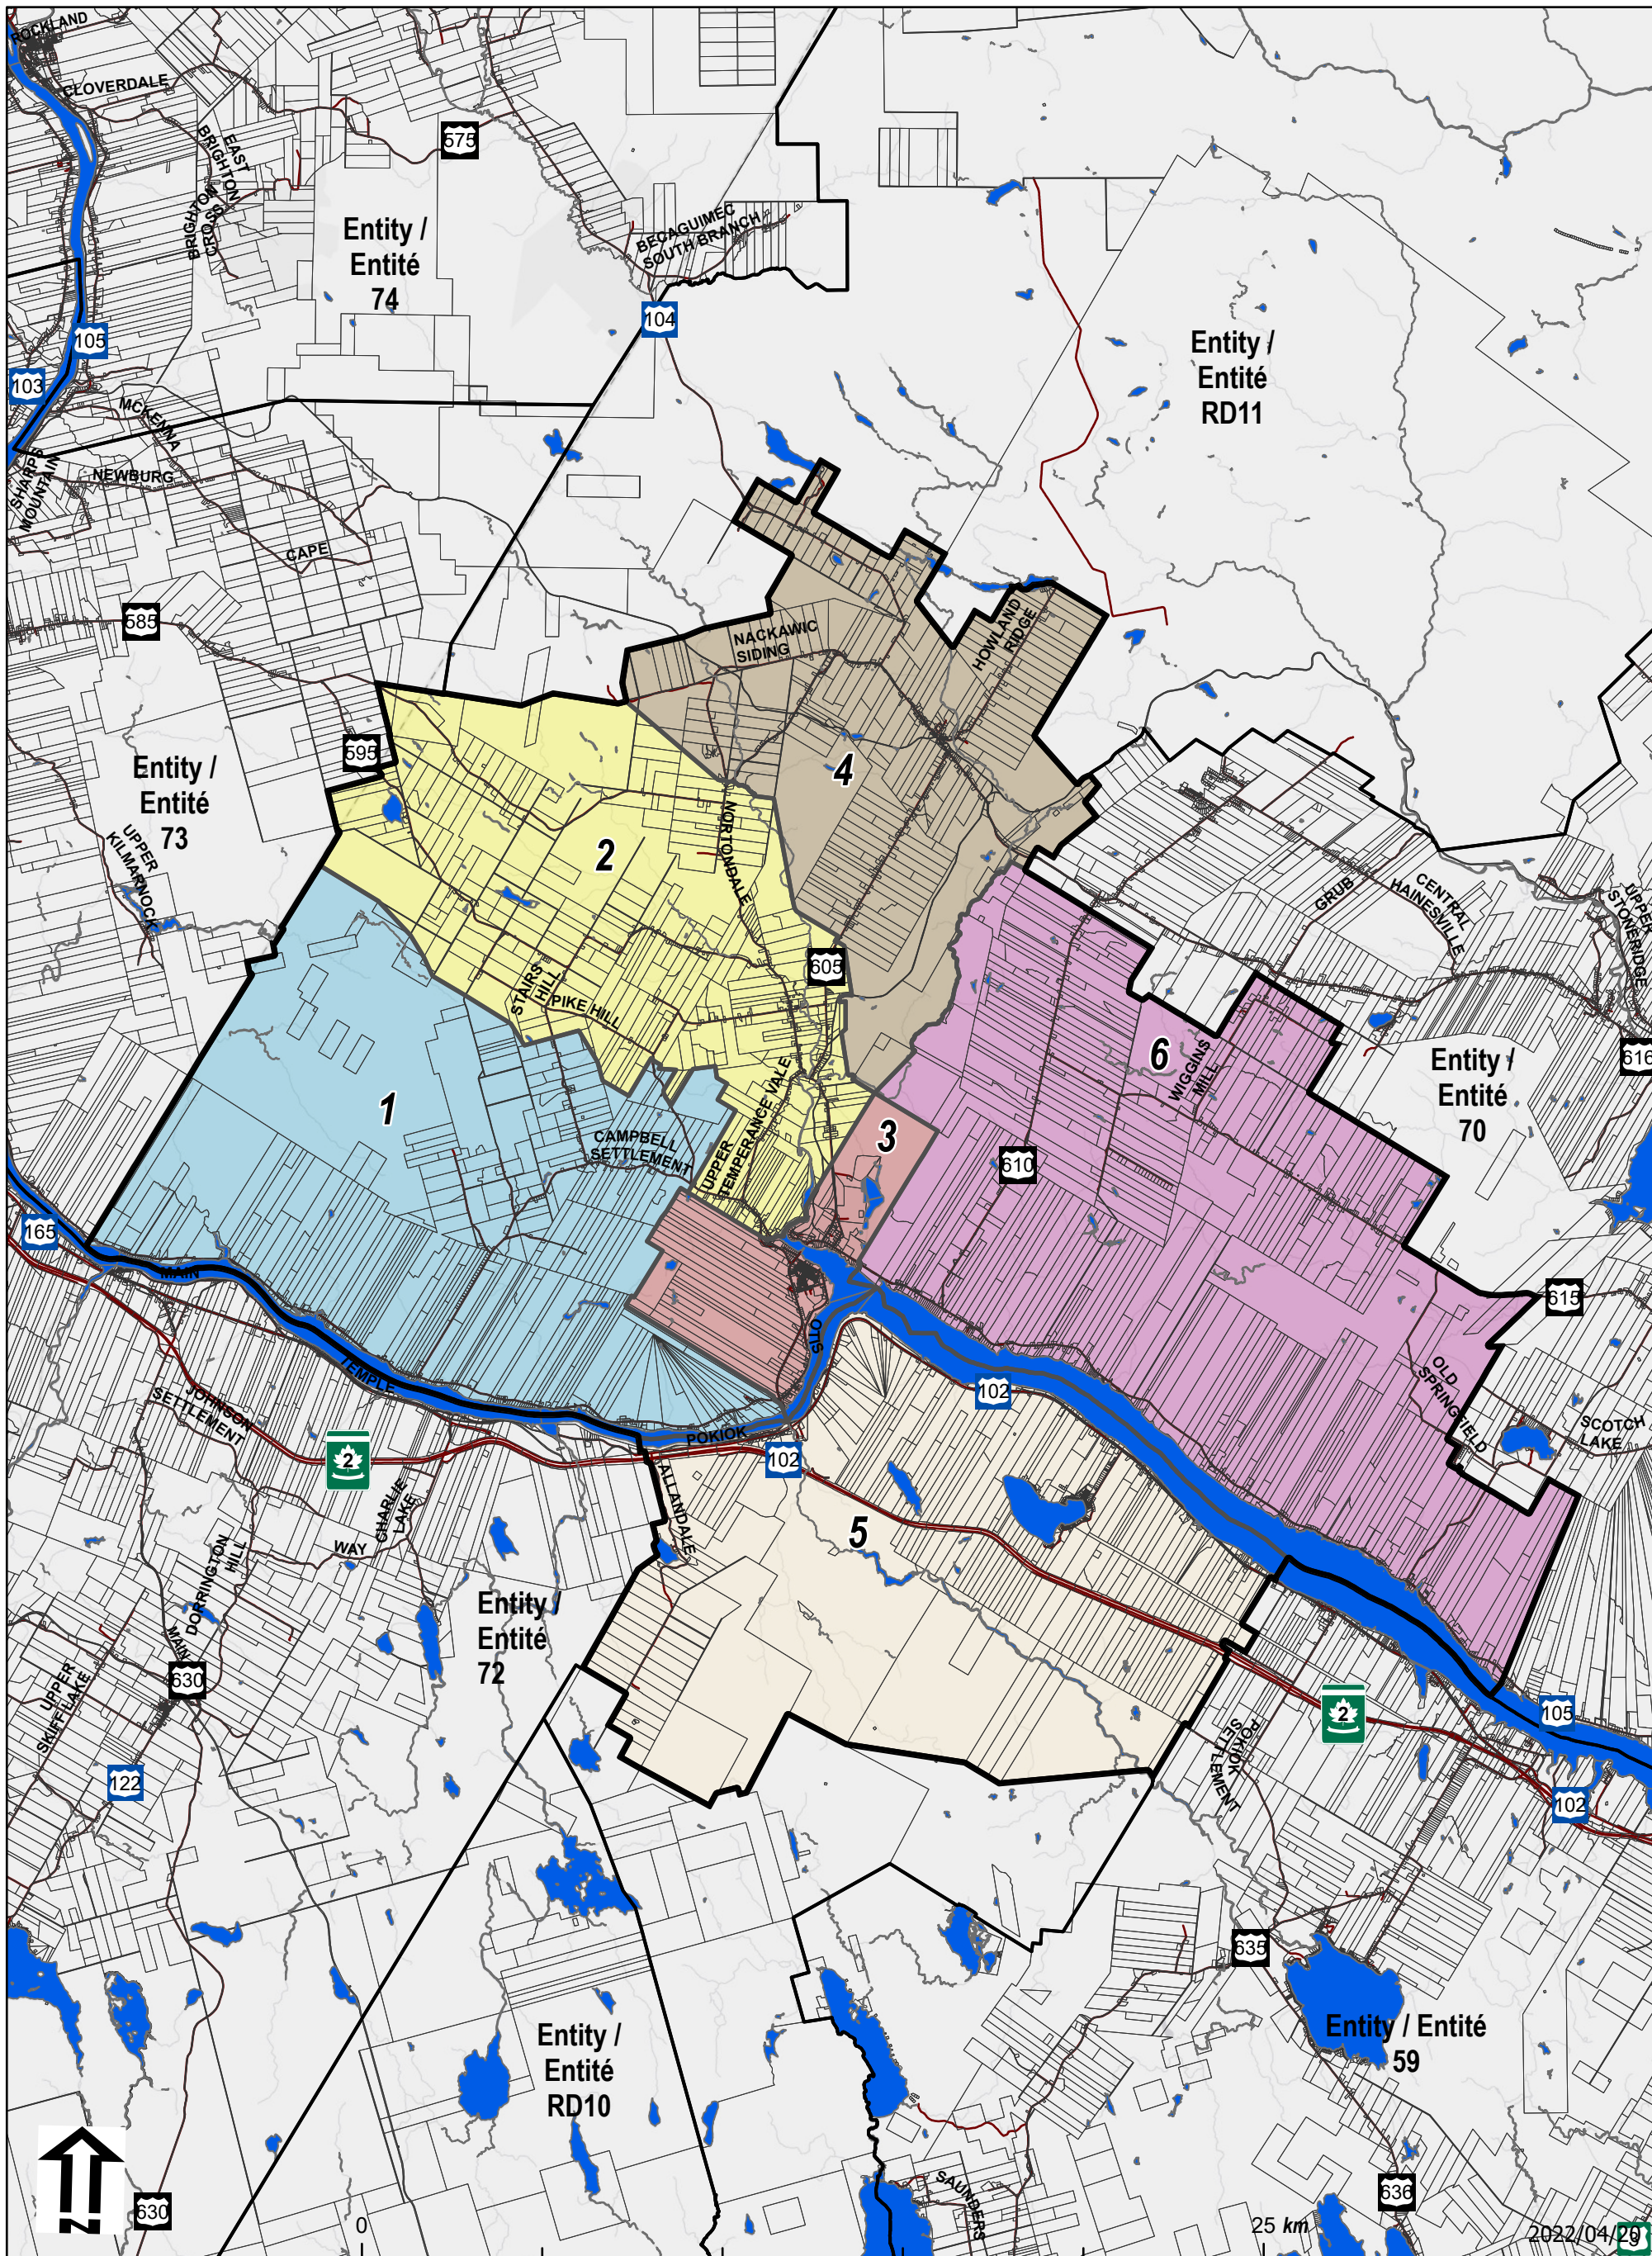 ROCKLAND
CLOVERDALE
EAST
BRIGHTON
BRIGHTON
CROSS
575
Entity /
Entité
74
BECAGUIMEC
SOUTH BRANCH
104
105
103
Entity /
Entité
RD11
MCKENNA
SHARPS
MOUNTAIN
NEWBURG
CAPE
585
NACKAWIC
SIDING
HOWLAND
RIDGE
595
Entity /
Entité
73
4
2
NORTONDALE
UPPER
KILMARNOCK
GRUB
CENTRAL
HAINESVILLE
UPPER
STONERIDGE
605
STAIRS
HILL
PIKE HILL
6
WIGGINS
MILL
Entity /
Entité
70
616
1
CAMPBELL
SETTLEMENT
UPPER
TEMPERANCE VALE
3
610
165
MAIN
615
OTIS
TEMPLE
102
OLD
SPRINGFIELD
SCOTCH
LAKE
JOHNSON
SETTLEMENT
POKIOK
2
102
ALLANDALE
CHARLIE
LAKE
WAY
5
DORRINGTON
HILL
MAIN
Entity /
Entité
72
630
UPPER
SKIFF LAKE
2
105
POKIOK
SETTLEMENT
122
102
635
Entity / Entité
59
Entity /
Entité
RD10
SAUNDERS
636
630
N
0
25 km
2022/04/29
3